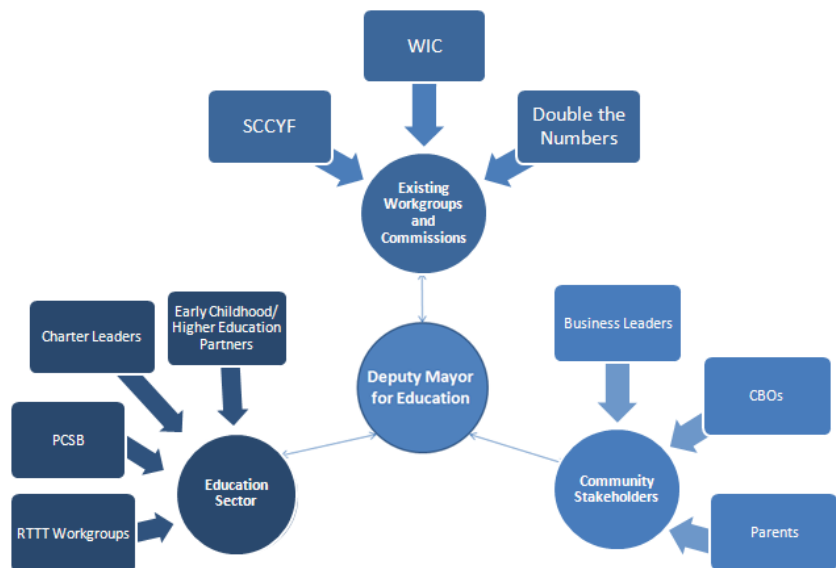 WIC
SCCYF
Double the
Numbers
Existing
Workgroups
and
Commissions
Charter Leaders
Early Childhood/
Higher Education
Partners
Business Leaders
Deputy Mayor
for Education
CBOs
PCSB
Education
Sector
Community
Stakeholders
RTTT Workgroups
Parents